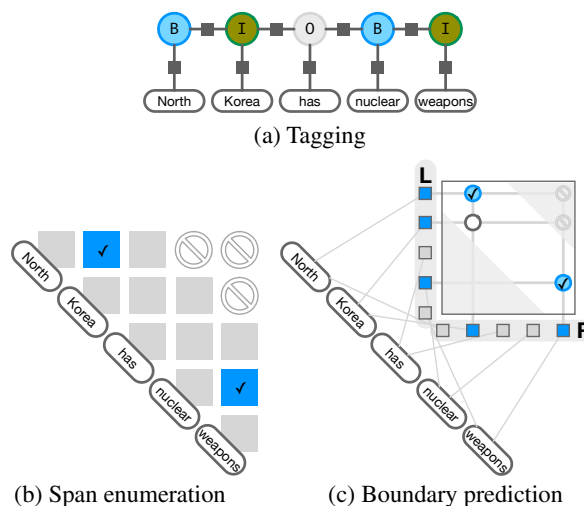 B I O B I
North Korea has nuclear weapons
(a) Tagging
L
✓
✓
North
Korea
has
nuclear
weapons
✓
✓
R
North
Korea
has
nuclear
weapons
(b) Span enumeration
(c) Boundary prediction